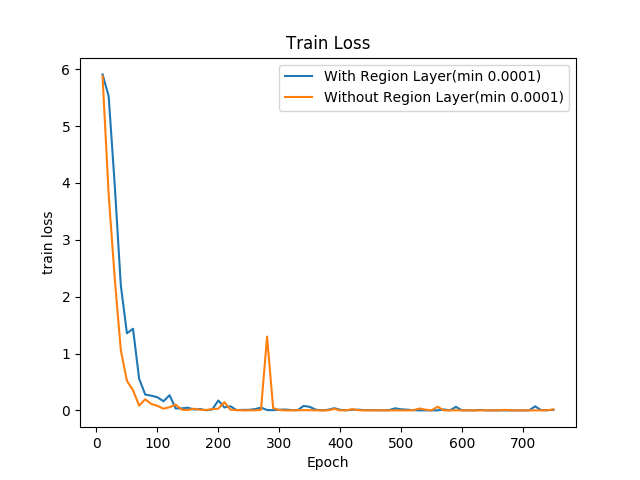 Train Loss
With Region Layer(min 0.0001)
Without Region Layer(min 0.0001)
train loss
6
5
4
3
2
1
0
0 100 200 300 400 500 600 700
Epoch